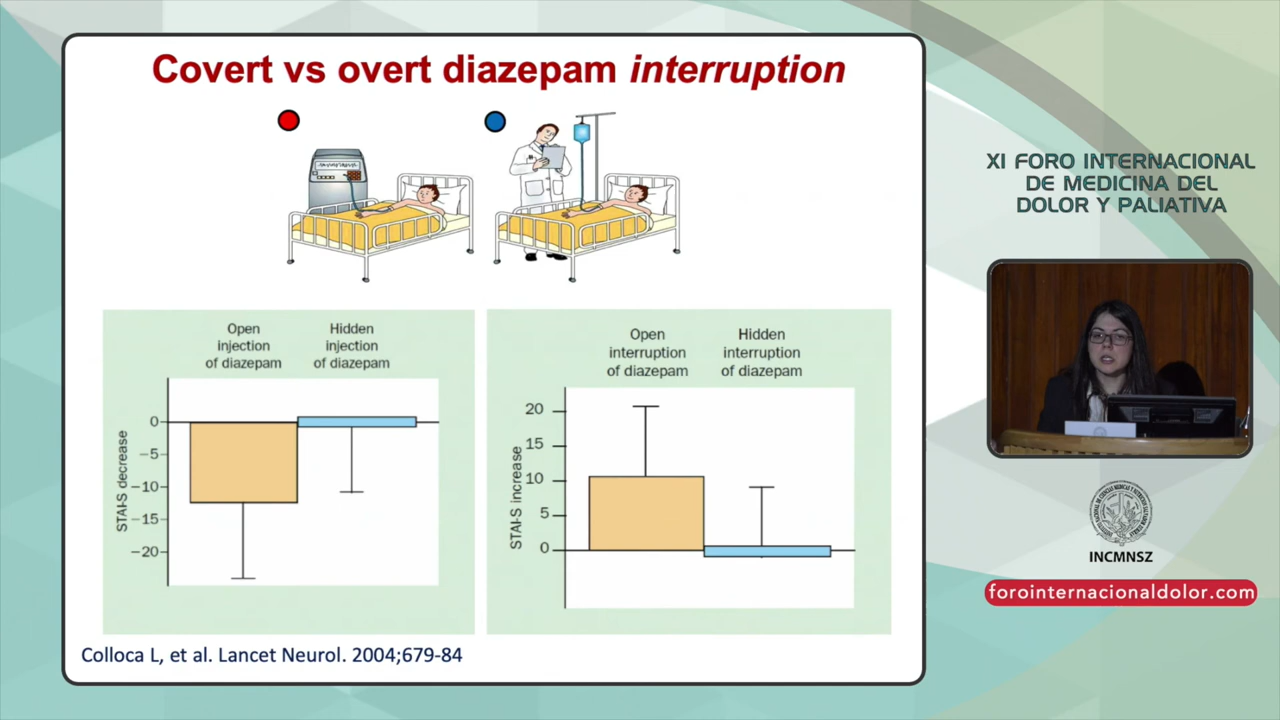 Covert vs overt diazepam interruption
Open
injection
of diazepam
Hidden
injection
of diazepam
STAI-S decrease
0
−5
−10
−15
−20
Open
interruption
of diazepam
Hidden
interruption
of diazepam
STAI-S increase
20
15
10
5
0
Colloca L, et al. Lancet Neurol. 2004;679-84
XI FORO INTERNACIONAL
DE MEDICINA DEL
DOLOR Y PALIATIVA
INCMNSZ
forointernacionaldolor.com